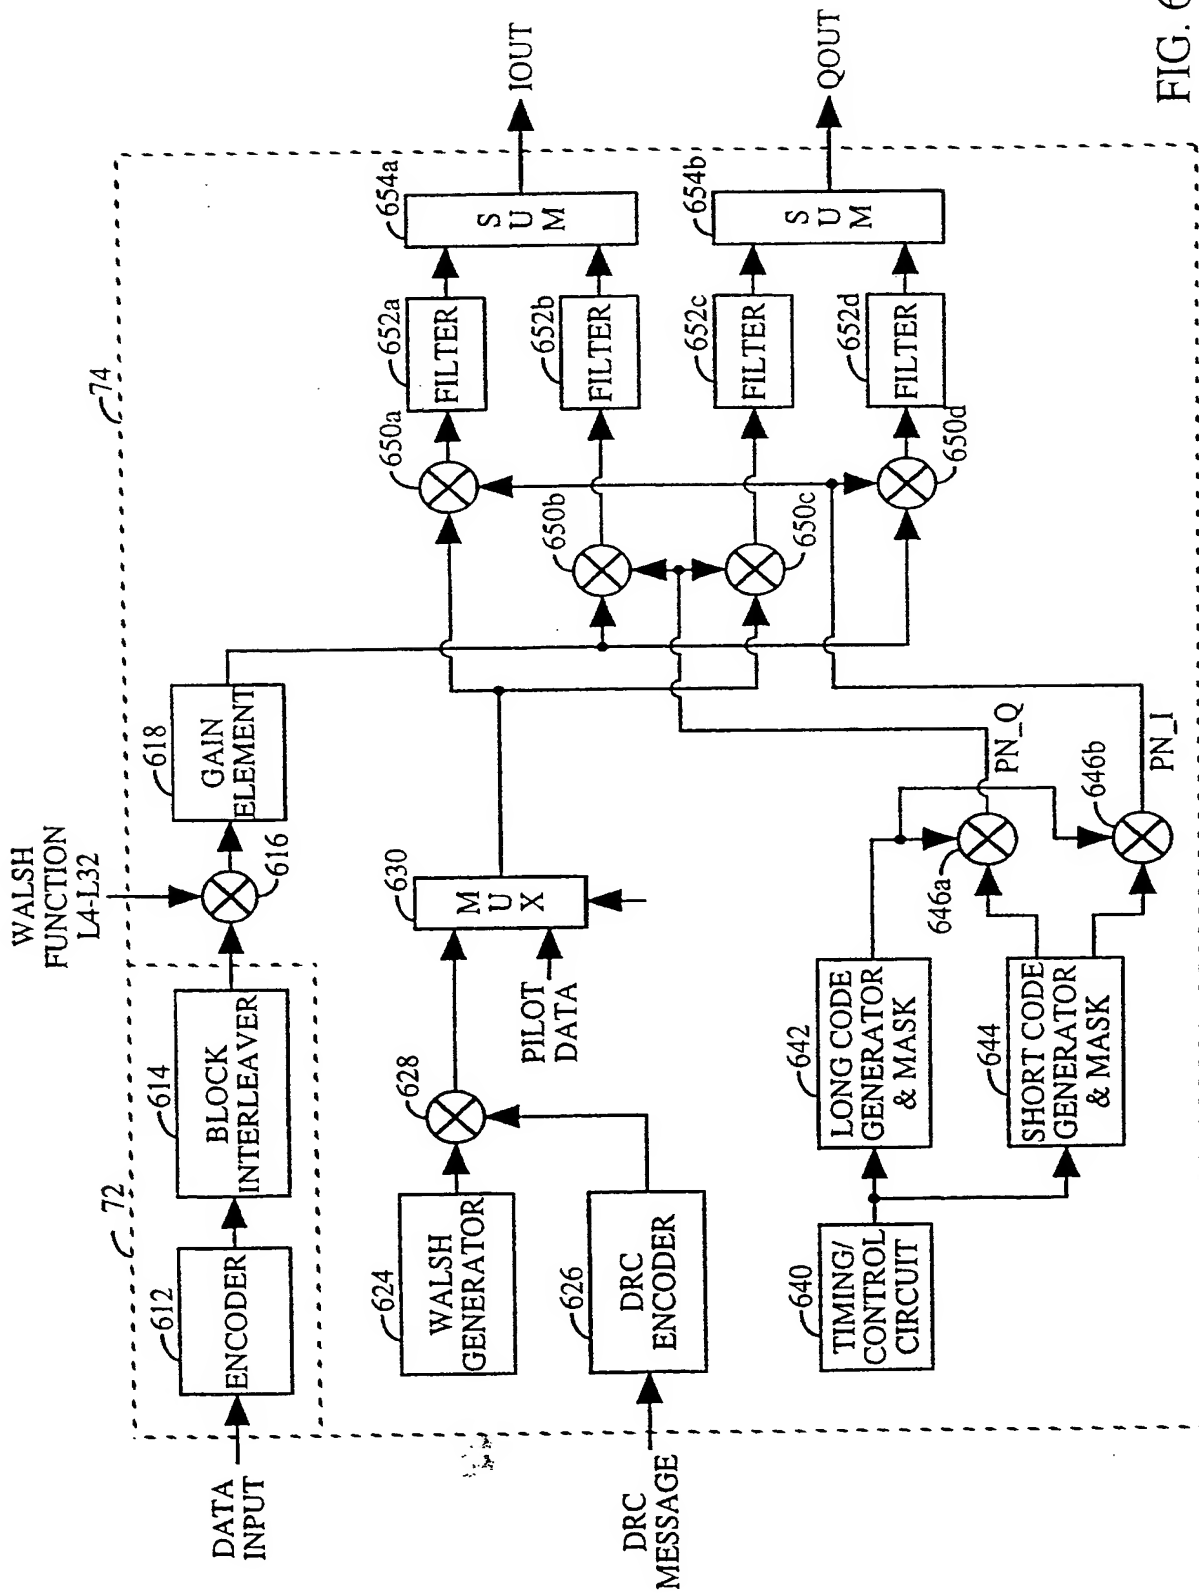 WALSH
FUNCTION
L4-L32
72
74
DATA
INPUT
612
ENCODER
614
BLOCK
INTERLEAVER
616
618
GAIN
ELEMENT
624
WALSH
GENERATOR
628
630
M
U
X
PILOT
DATA
DRC
MESSAGE
626
DRC
ENCODER
640
TIMING/
CONTROL
CIRCUIT
642
LONG CODE
GENERATOR
& MASK
644
SHORT CODE
GENERATOR
& MASK
646a
PN_Q
646b
PN_I
650a
650b
650c
650d
652a
FILTER
652b
FILTER
652c
FILTER
652d
FILTER
654a
S
U
M
IOUT
654b
S
U
M
QOUT
FIG. 6